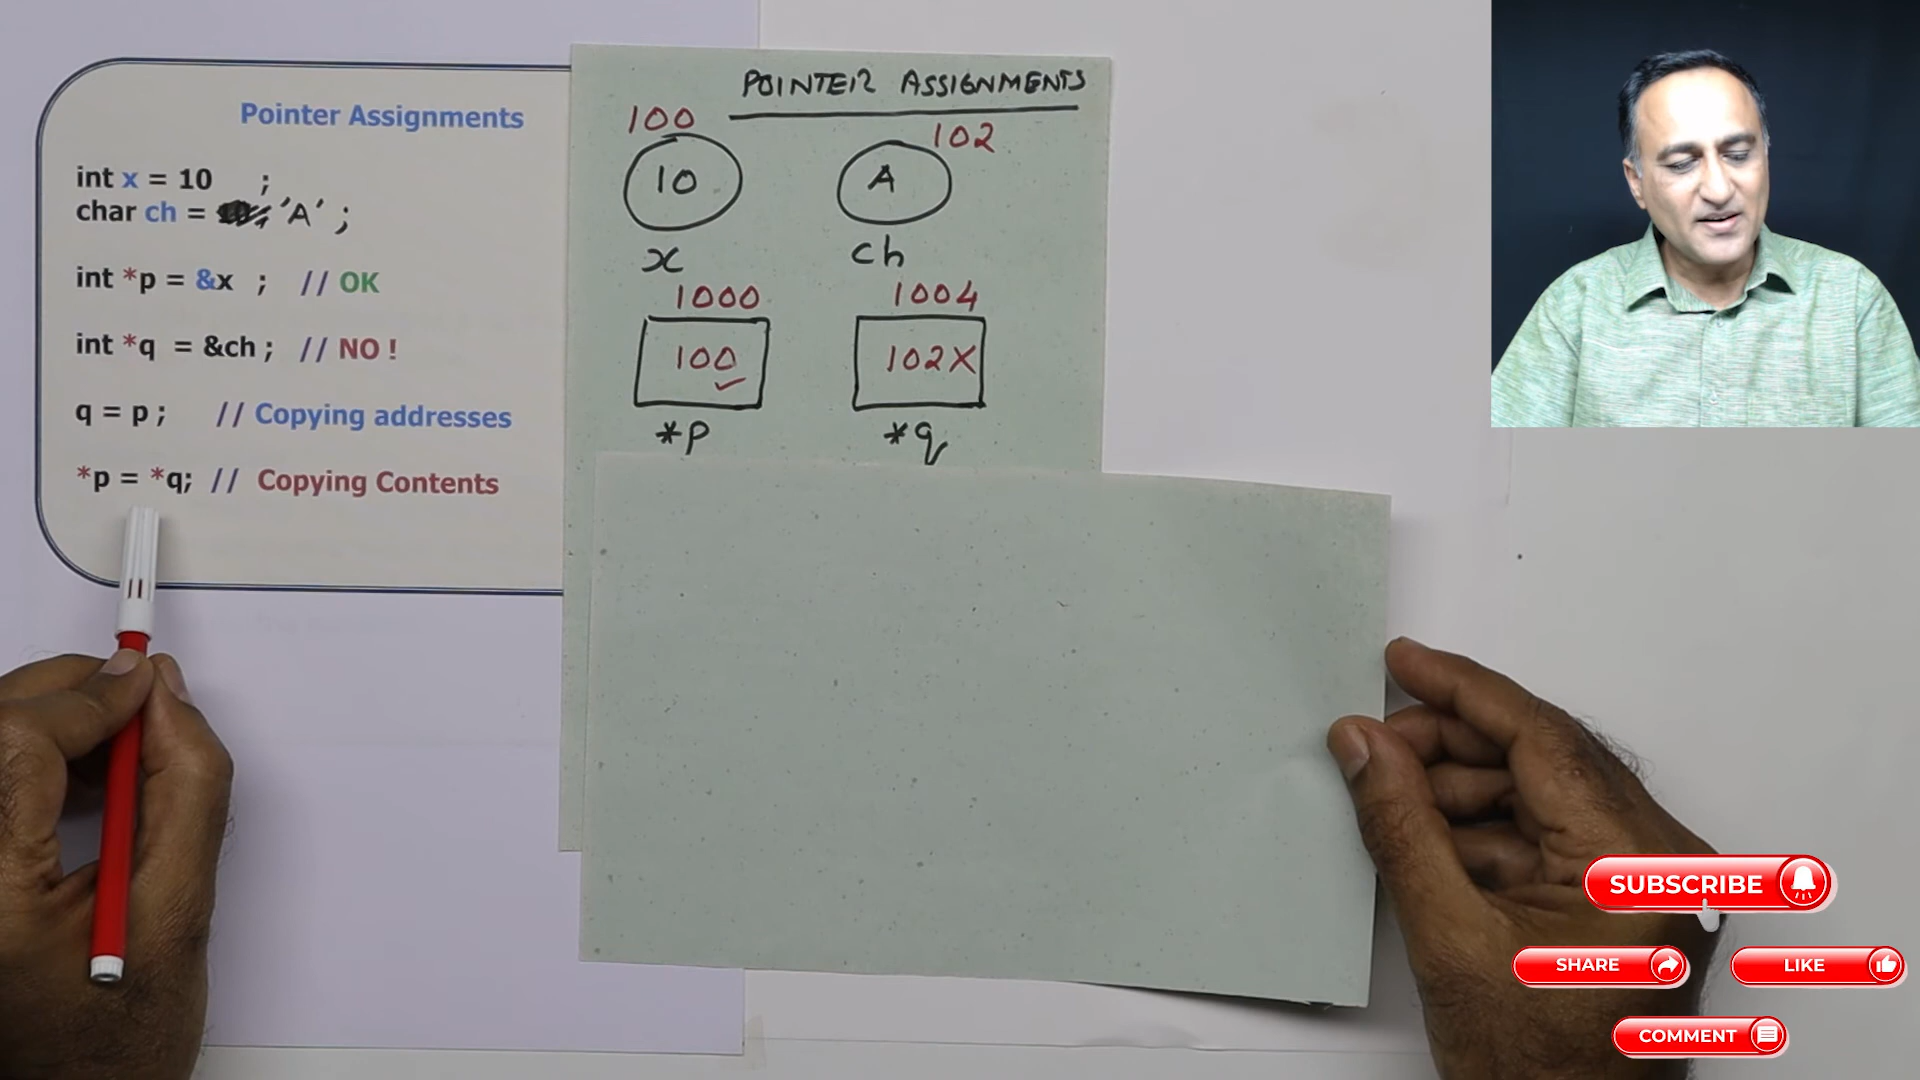 Pointer Assignments
int x = 10 ;
char ch = 'A' ;
int *p = &x ; // OK
int *q = &ch ; // NO !
q = p ; // Copying addresses
*p = *q; // Copying Contents
POINTER ASSIGNMENTS
100 102
10 A
x ch
1000 1004
100 102X
*p *q
SUBSCRIBE
SHARE LIKE
COMMENT